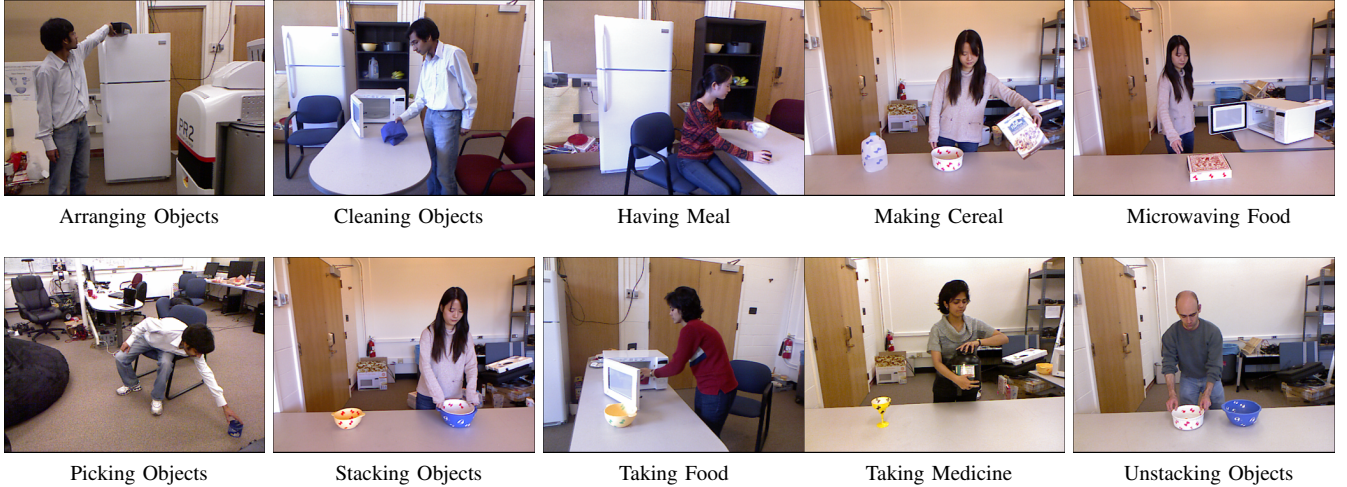 PR2
Arranging Objects
Cleaning Objects
Having Meal
Making Cereal
Microwaving Food
Picking Objects
Stacking Objects
Taking Food
Taking Medicine
Unstacking Objects